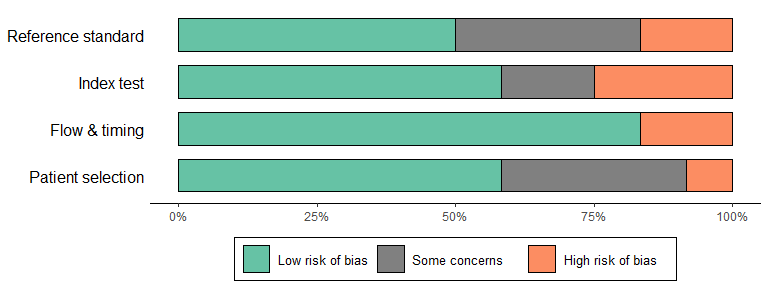 Reference standard
Index test
Flow & timing
Patient selection
0% 25% 50% 75% 100%
Low risk of bias Some concerns High risk of bias